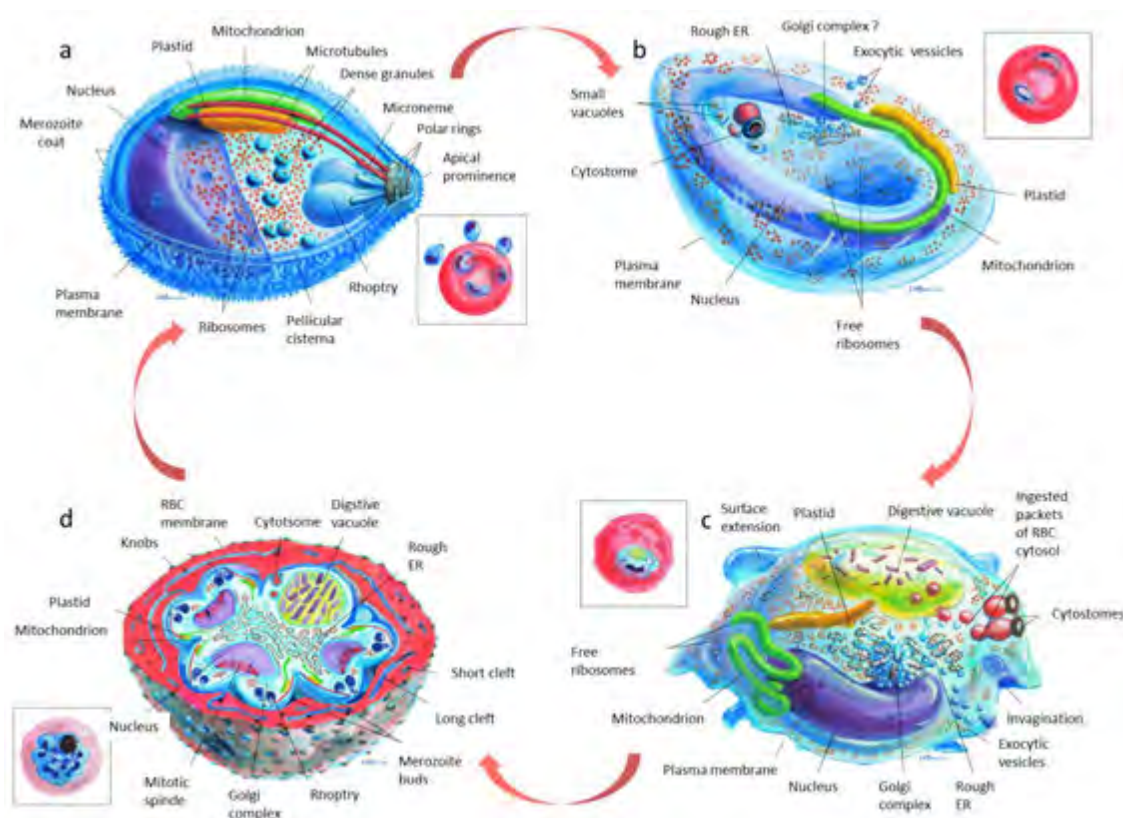 a
Mitochondrion
Plastid
Microtubules
Dense granules
Nucleus
Microneme
Merozoite
coat
Polar rings
Apical
prominence
Rhoptry
Plasma
membrane
Ribosomes
Pellicular
cisterna
b
Rough ER
Golgi complex ?
Exocytic vessicles
Small
vacuoles
Cytostome
Plastid
Plasma
membrane
Mitochondrion
Nucleus
Free
ribosomes
c
Surface
extension
Plastid
Digestive vacuole
Ingested
packets
of RBC
cytosol
Cytostomes
Free
ribosomes
Mitochondrion
Invagination
Exocytic
vesicles
Plasma membrane
Nucleus
Golgi
complex
Rough
ER
d
RBC
membrane
Cytotsome
Digstive
vacuole
Knobs
Rough
ER
Plastid
Mitochondrion
Short cleft
Long cleft
Nucleus
Merozoite
buds
Mitotic
spinde
Golgi
complex
Rhoptry